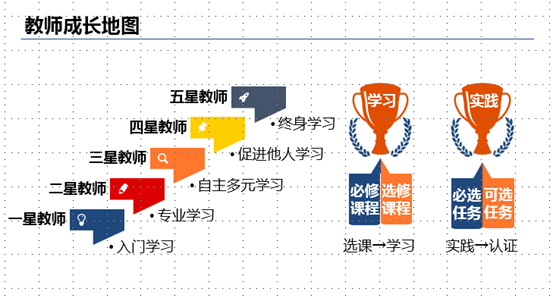 教师成长地图
五星教师
• 终身学习
四星教师
• 促进他人学习
三星教师
• 自主多元学习
二星教师
• 专业学习
一星教师
• 入门学习
学习
必修
课程
选修
课程
选课→学习
实践
必选
任务
可选
任务
实践→认证